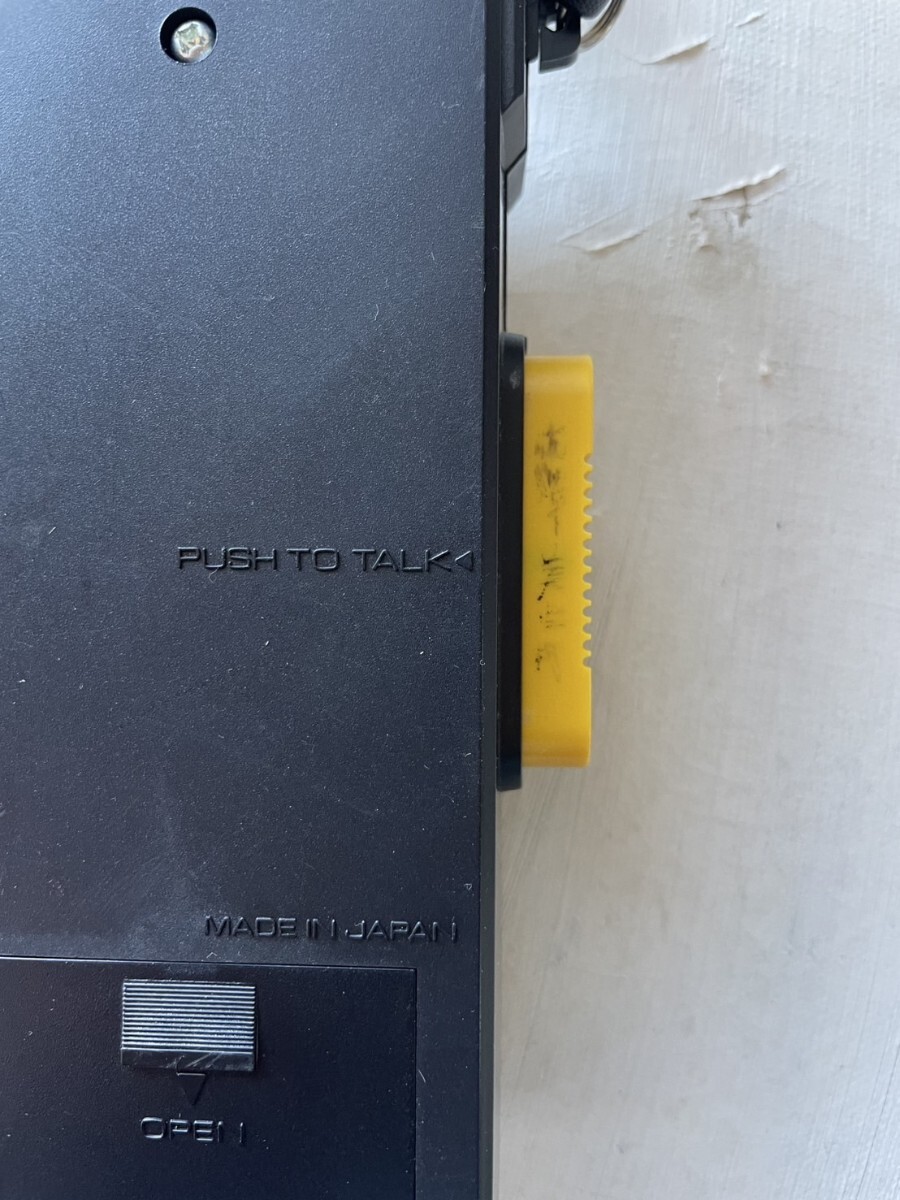 PUSH TO TALK◁
MADE IN JAPAN
OPEN